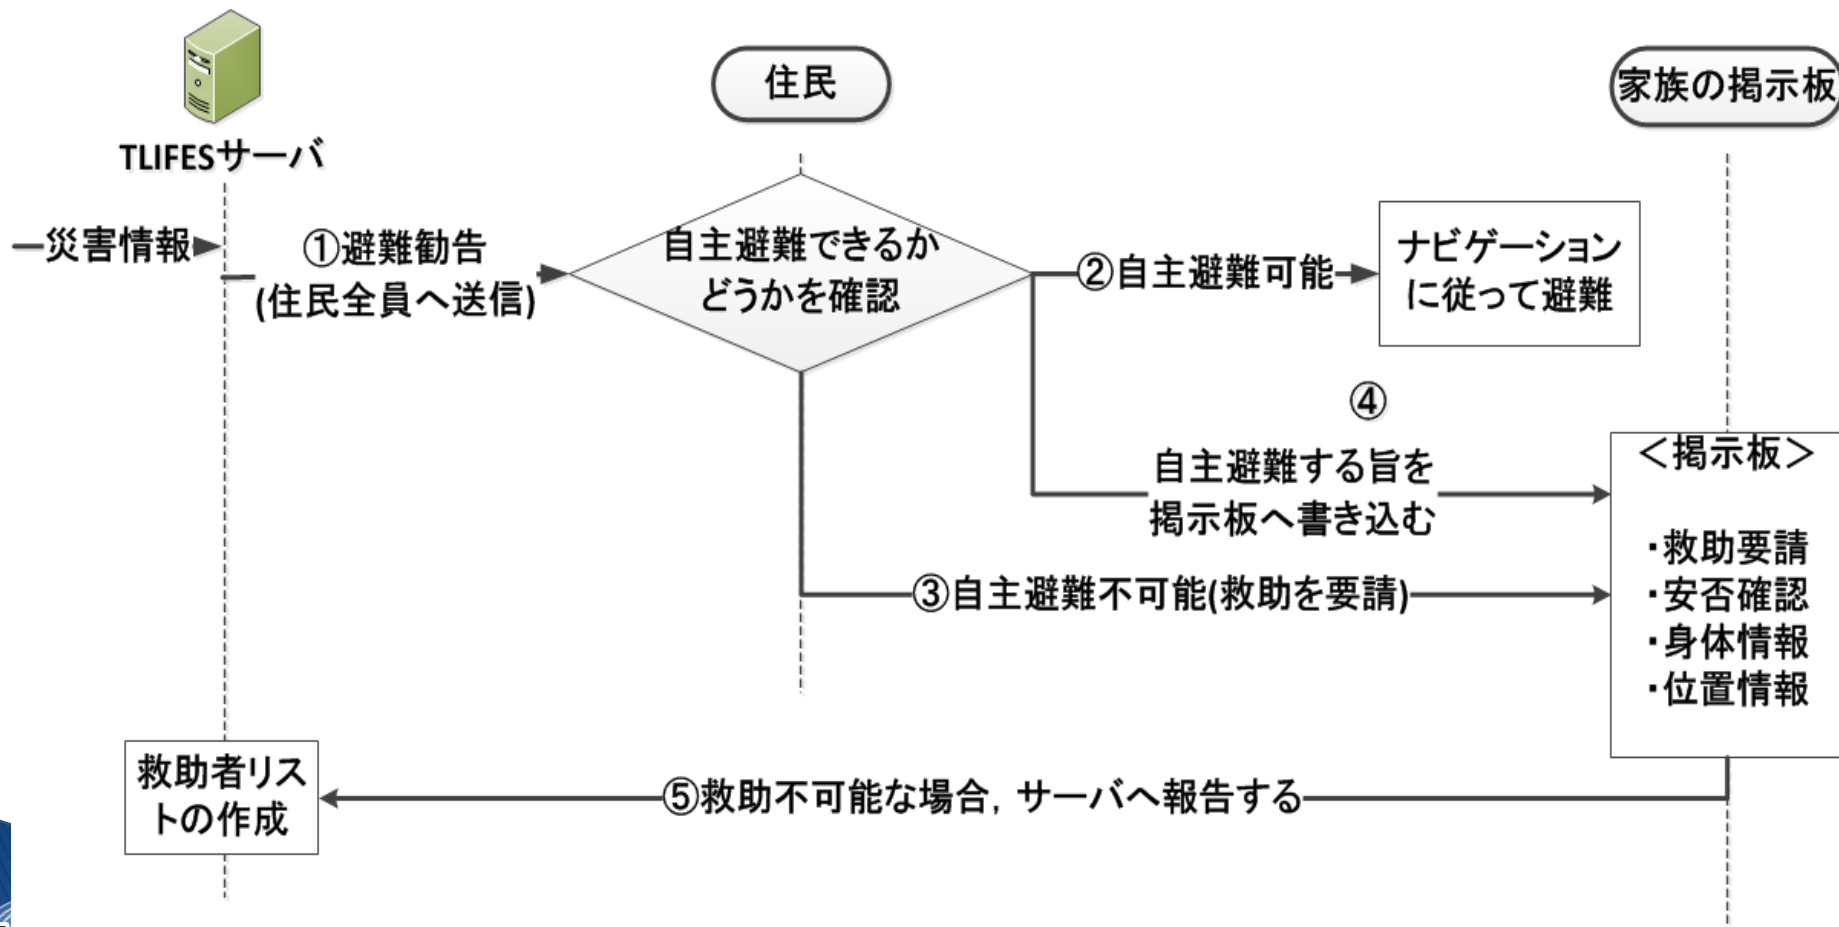 住民
家族の掲示板
TLIFESサーバ
災害情報
①避難勧告
(住民全員へ送信)
自主避難できるか
どうかを確認
②自主避難可能
ナビゲーション
に従って避難
④
自主避難する旨を
掲示板へ書き込む
③自主避難不可能(救助を要請)
＜掲示板＞
・救助要請
・安否確認
・身体情報
・位置情報
救助者リス
トの作成
⑤救助不可能な場合，サーバへ報告する